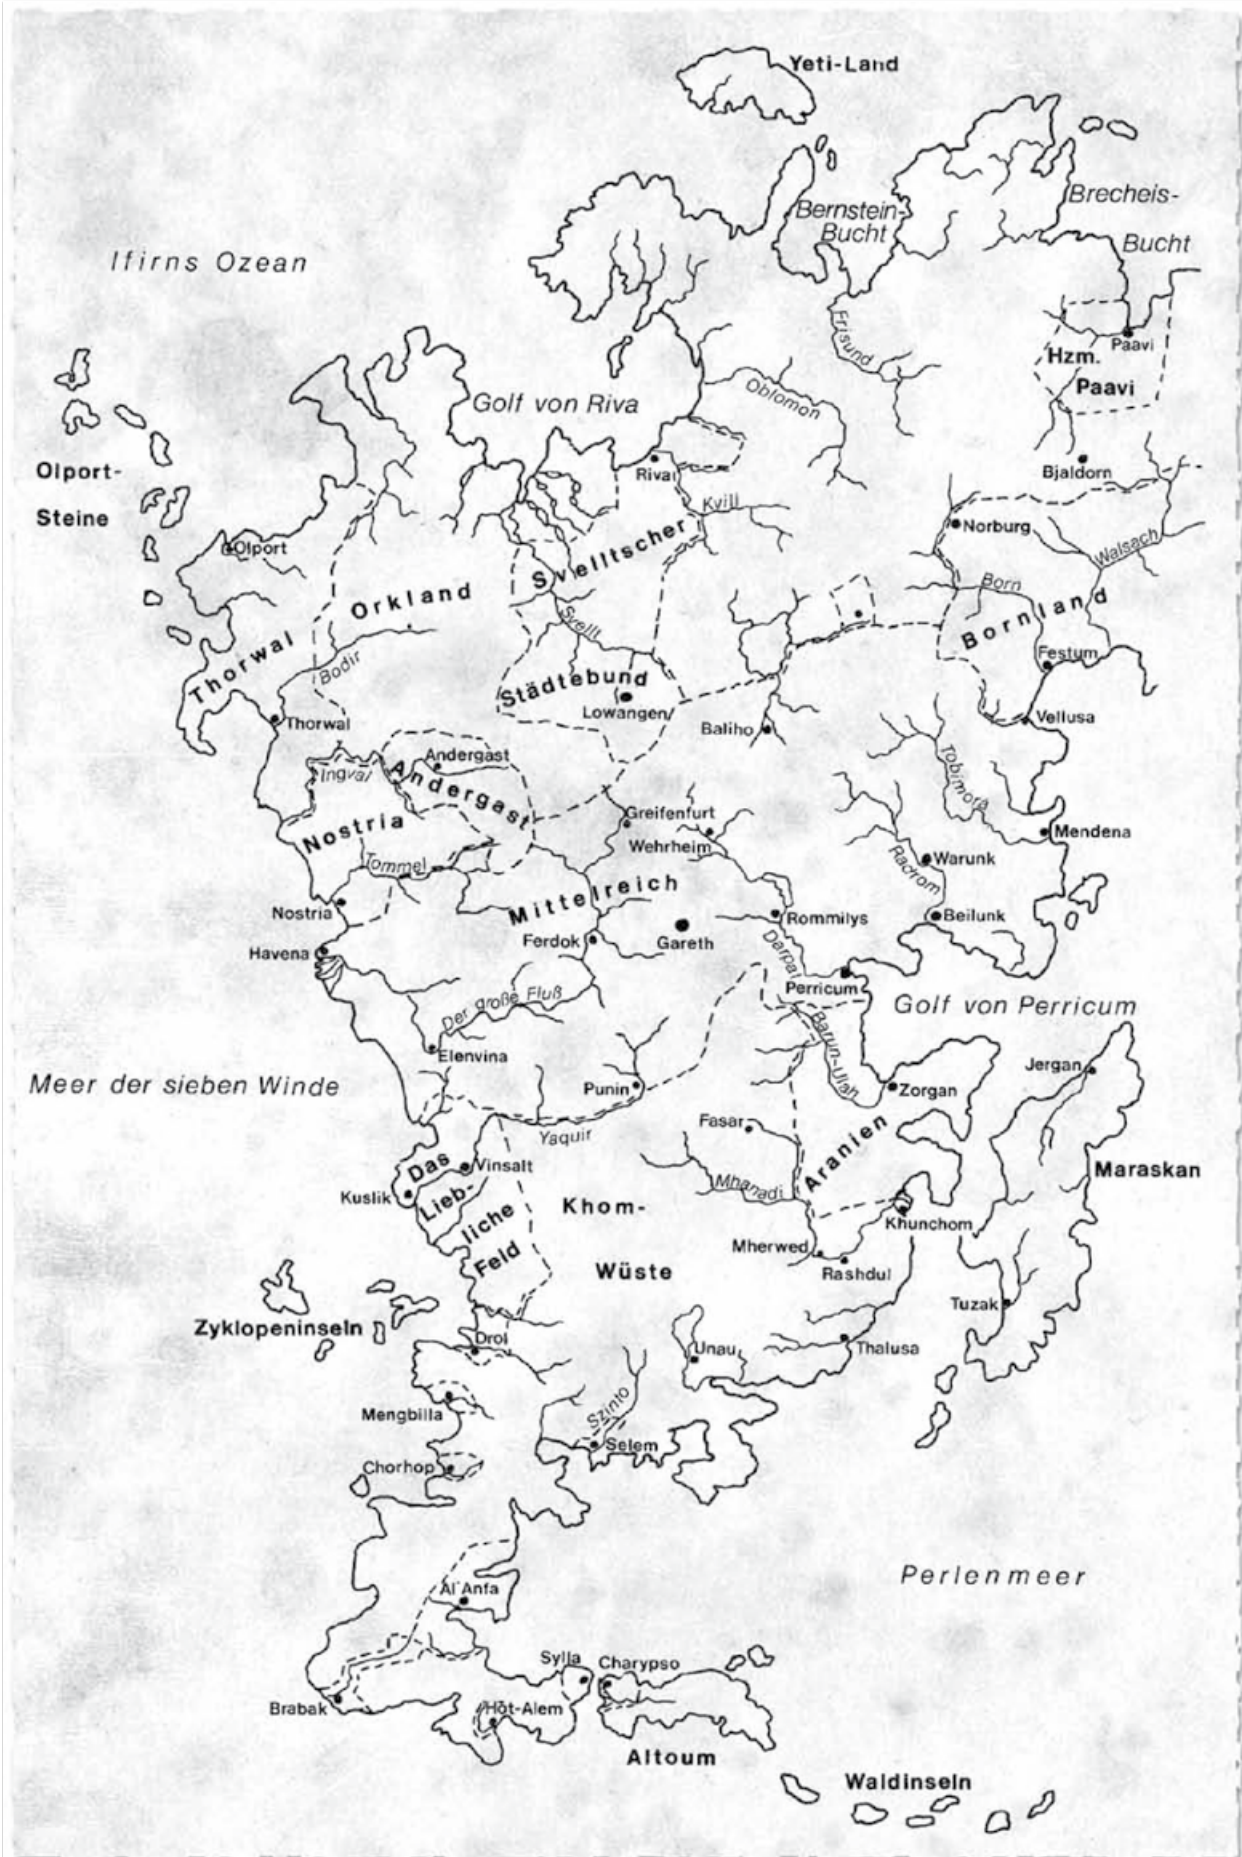 Yeti-Land
Brecheis-
Bucht
Bernstein-
Bucht
Ifirns Ozean
Frisund
Paavi
Hzm.
Paavi
Oblomon
Golf von Riva
Olport-
Steine
Riva
Bjaldorn
Kvill
Norburg
Walsach
Olport
Svelltscher
Orkland
Born
Bornland
Svellt
Thorwal
Bodir
Festum
Städtebund
Lowangen
Thorwal
Vellusa
Baliho
Andergast
Ingval
Andergast
Tobimora
Nostria
Greifenfurt
Wehrheim
Mendena
Tommel
Radrom
Warunk
Mittelreich
Nostria
Rommilys
Beilunk
Ferdok
Gareth
Havena
Darpat
Perricum
Der große Fluß
Golf von Perricum
Barun-Ulah
Elenvina
Jergan
Meer der sieben Winde
Punin
Zorgan
Fasar
Yaquir
Aranien
Das
Vinsalt
Maraskan
Kuslik
Lieb-
Mhanadi
Khom-
liche
Khunchom
Mherwed
Feld
Wüste
Rashdul
Tuzak
Zyklopeninseln
Drol
Unau
Thalusa
Mengbilla
Szinto
Selem
Chorhop
Perlenmeer
Al'Anfa
Sylla
Charypso
Brabak
Hôt-Alem
Altoum
Waldinseln